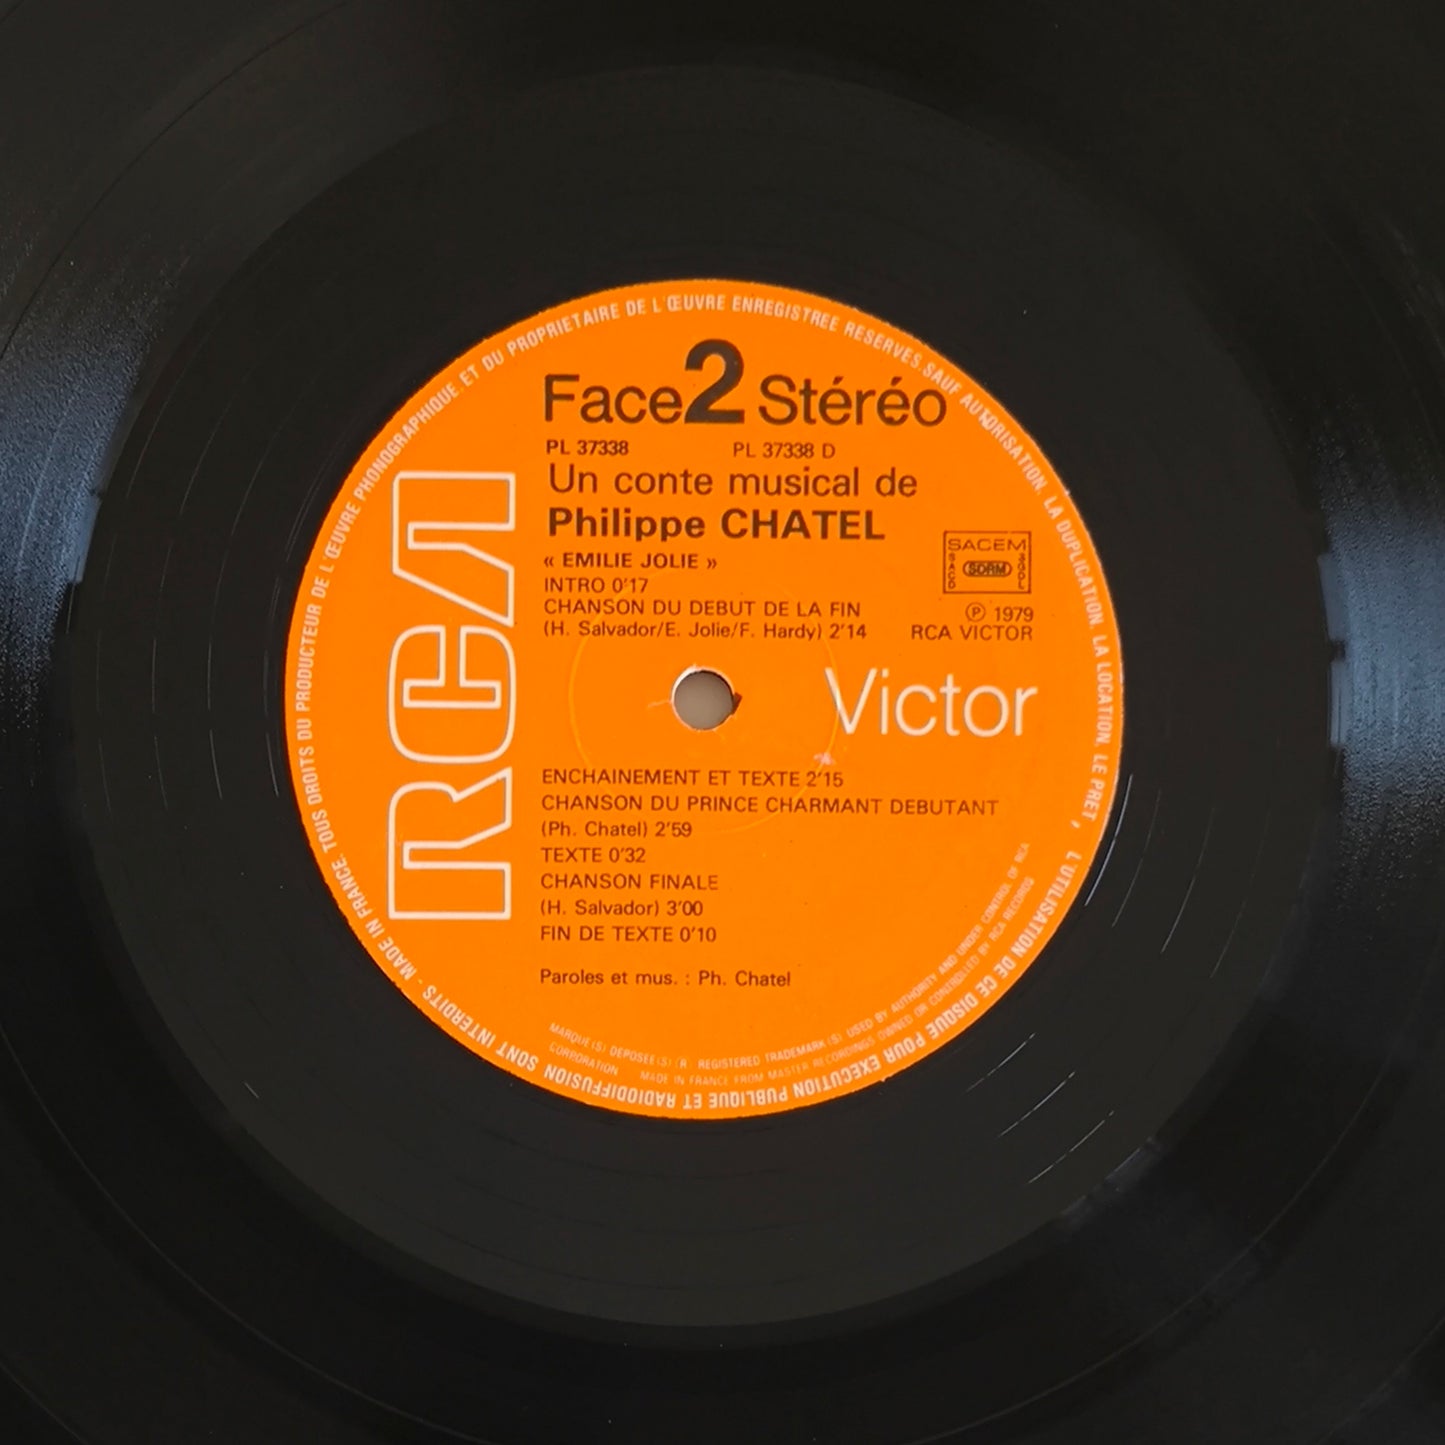 Face 2 Stéréo
PL 37338 PL 37338 D
Un conte musical de
Philippe CHATEL
« EMILIE JOLIE »
INTRO 0'17
CHANSON DU DEBUT DE LA FIN
(H. Salvador/E. Jolie/F. Hardy) 2'14
SACEM
SACD
SDRM
SGDL
℗ 1979
RCA VICTOR
RCA
Victor
ENCHAINEMENT ET TEXTE 2'15
CHANSON DU PRINCE CHARMANT DEBUTANT
(Ph. Chatel) 2'59
TEXTE 0'32
CHANSON FINALE
(H. Salvador) 3'00
FIN DE TEXTE 0'10
Paroles et mus. : Ph. Chatel
MARQUE(S) DEPOSEE(S) (R) REGISTERED TRADEMARK(S) USED BY AUTHORITY AND UNDER CONTROL OF RCA
CORPORATION MADE IN FRANCE FROM MASTER RECORDINGS OWNED OR CONTROLLED BY RCA RECORDS
MADE IN FRANCE. TOUS DROITS DU PRODUCTEUR DE L'ŒUVRE PHONOGRAPHIQUE. ET DU PROPRIETAIRE DE L'ŒUVRE ENREGISTREE RESERVES. SAUF AUTORISATION. LA DUPLICATION. LA LOCATION. LE PRET, L'UTILISATION DE CE DISQUE POUR EXECUTION PUBLIQUE ET RADIODIFFUSION SONT INTERDITS -